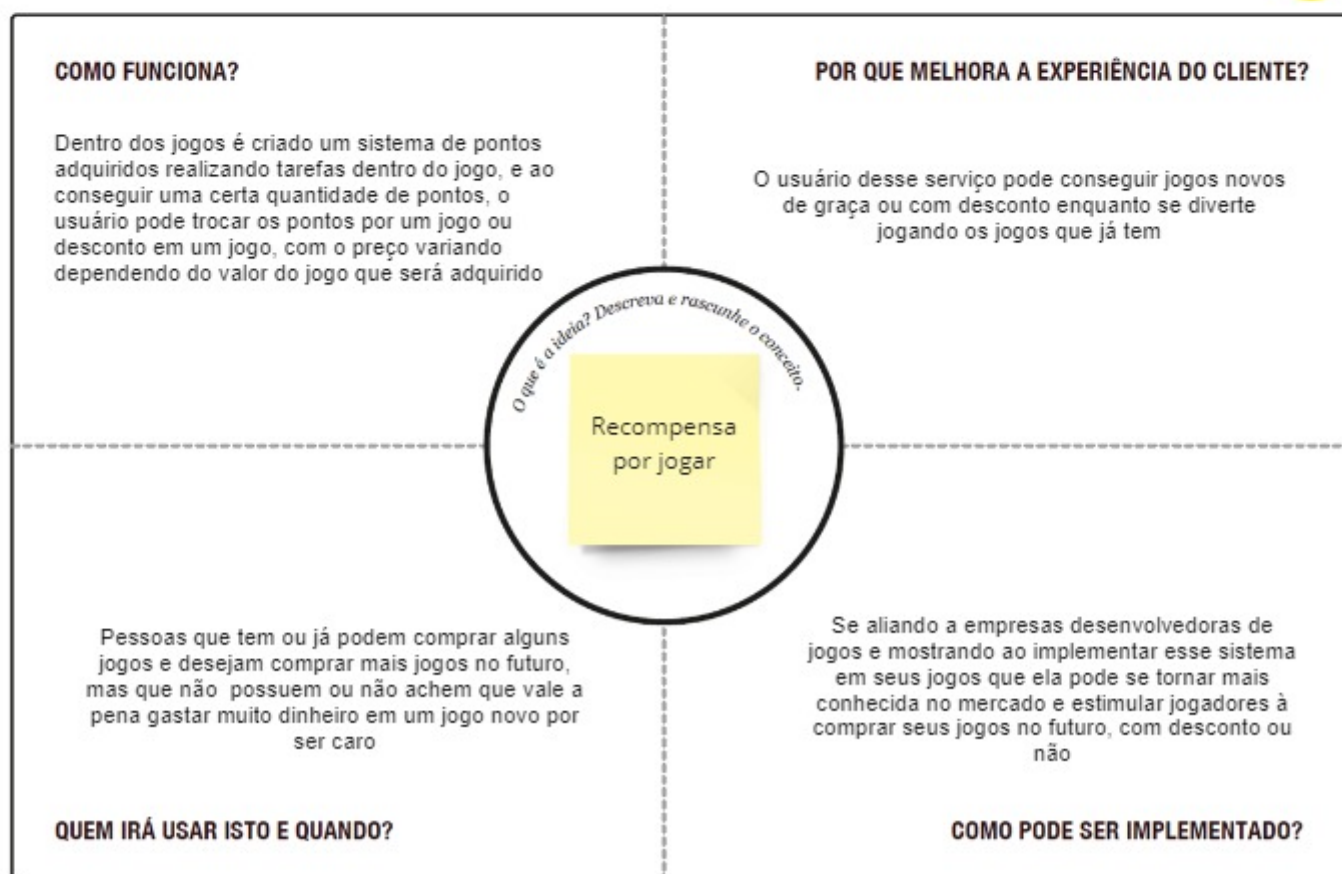 COMO FUNCIONA?
Dentro dos jogos é criado um sistema de pontos
adquiridos realizando tarefas dentro do jogo, e ao
conseguir uma certa quantidade de pontos, o
usuário pode trocar os pontos por um jogo ou
desconto em um jogo, com o preço variando
dependendo do valor do jogo que será adquirido
POR QUE MELHORA A EXPERIÊNCIA DO CLIENTE?
O usuário desse serviço pode conseguir jogos novos
de graça ou com desconto enquanto se diverte
jogando os jogos que já tem
O que é a ideia? Descreva e rascunhe o conceito.
Recompensa
por jogar
Pessoas que tem ou já podem comprar alguns
jogos e desejam comprar mais jogos no futuro,
mas que não possuem ou não achem que vale a
pena gastar muito dinheiro em um jogo novo por
ser caro
QUEM IRÁ USAR ISTO E QUANDO?
Se aliando a empresas desenvolvedoras de
jogos e mostrando ao implementar esse sistema
em seus jogos que ela pode se tornar mais
conhecida no mercado e estimular jogadores à
comprar seus jogos no futuro, com desconto ou
não
COMO PODE SER IMPLEMENTADO?